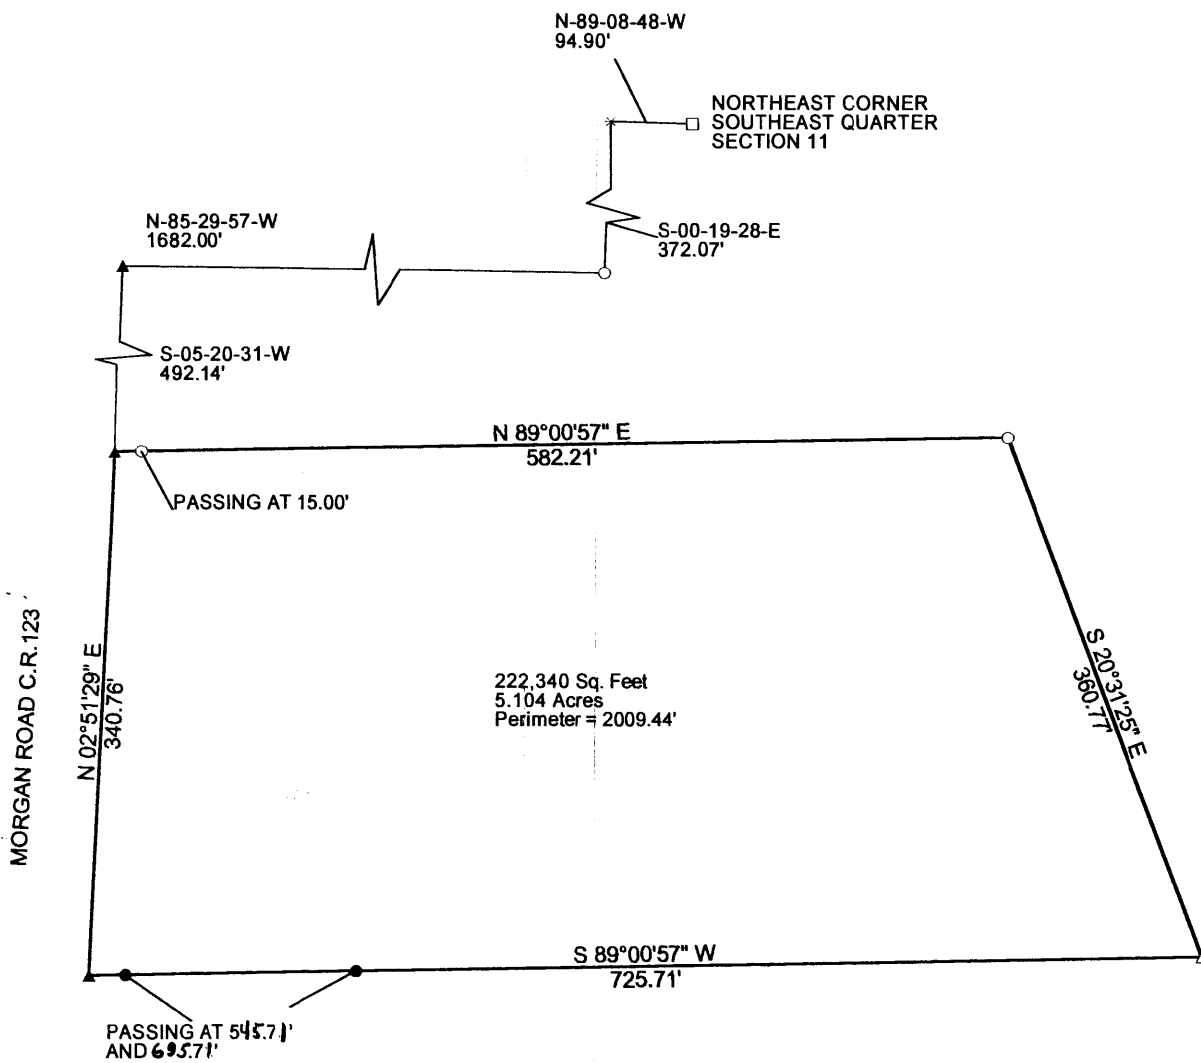 N-89-08-48-W
94.90'
NORTHEAST CORNER
SOUTHEAST QUARTER
SECTION 11
N-85-29-57-W
1682.00'
S-00-19-28-E
372.07'
S-05-20-31-W
492.14'
N 89°00'57" E
582.21'
PASSING AT 15.00'
MORGAN ROAD C.R. 123
N 02°51'29" E
340.76'
222,340 Sq. Feet
5.104 Acres
Perimeter = 2009.44'
S 20°31'25" E
360.77'
S 89°00'57" W
725.71'
PASSING AT 545.71'
AND 695.71'